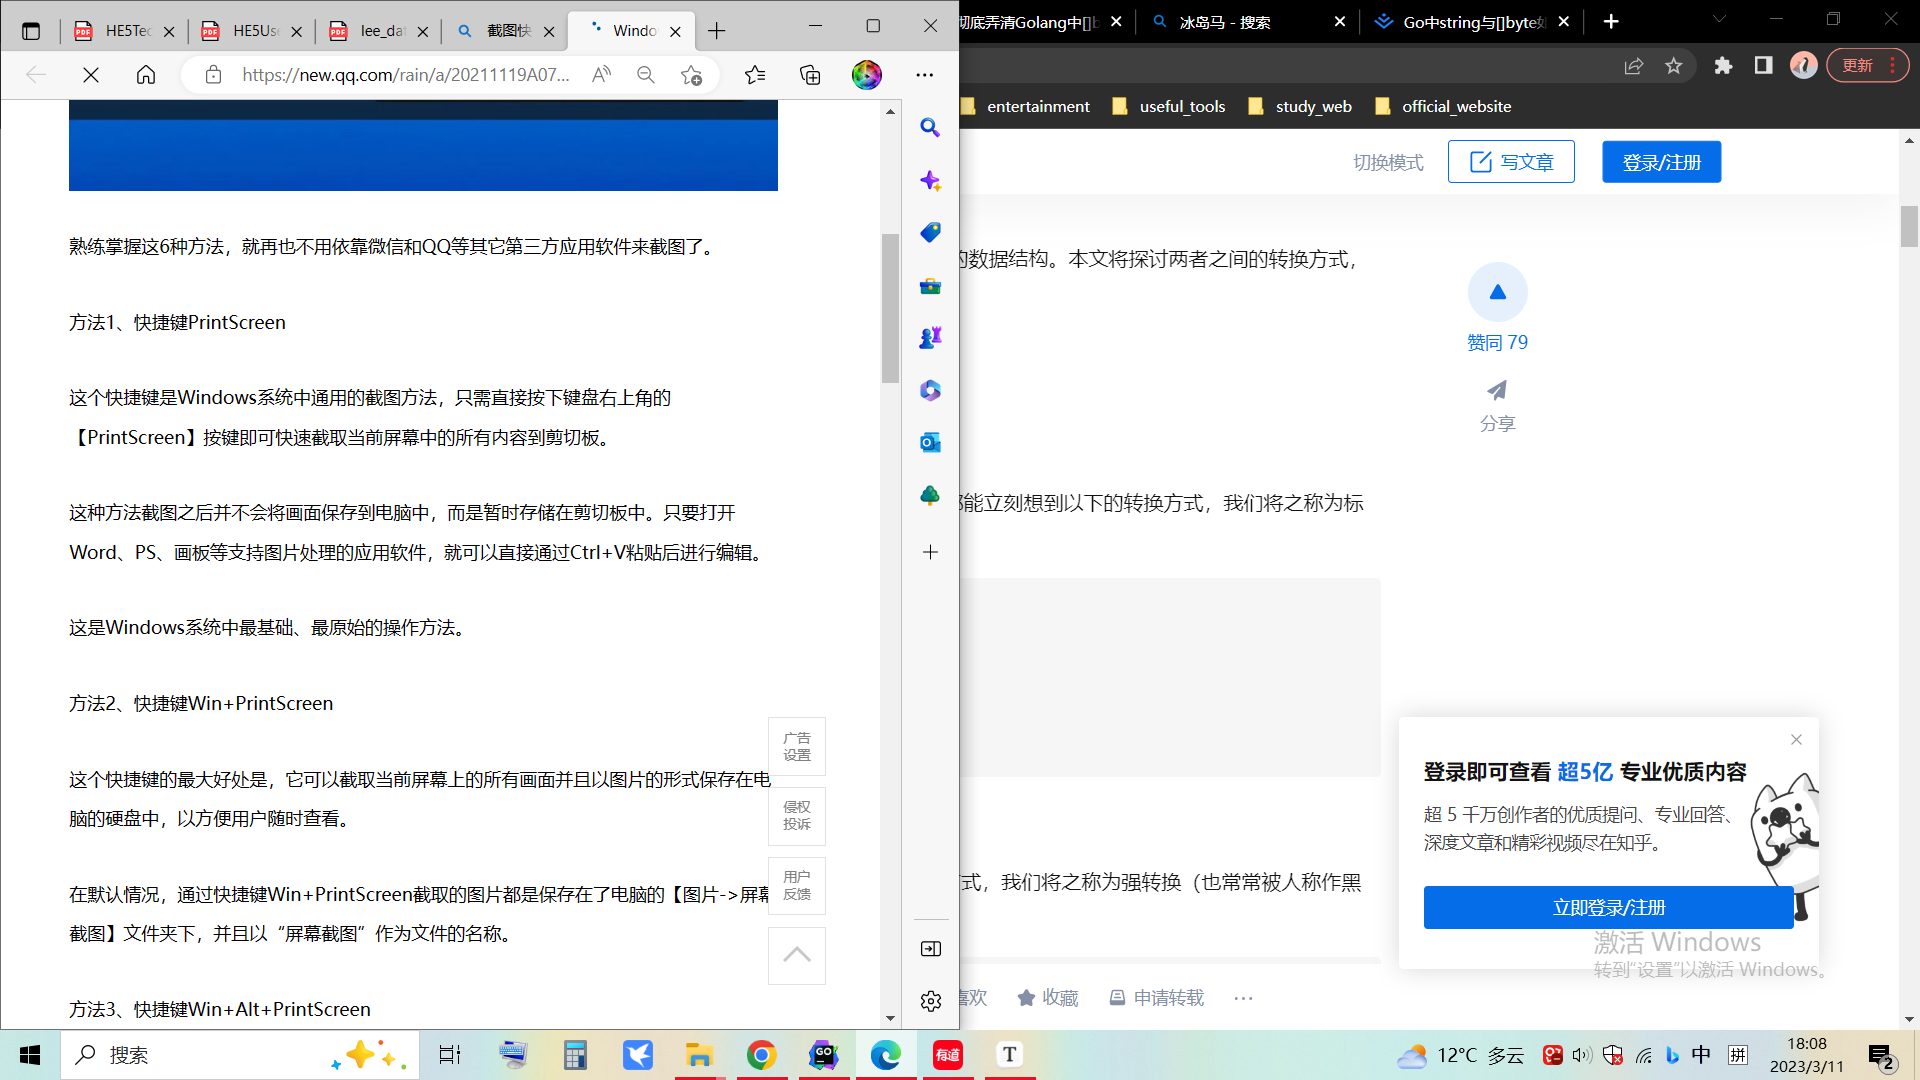 HE5Tec
HE5Use
lee_dat
截图快
Windo
https://new.qq.com/rain/a/20211119A07...
熟练掌握这6种方法，就再也不用依靠微信和QQ等其它第三方应用软件来截图了。
方法1、快捷键PrintScreen
这个快捷键是Windows系统中通用的截图方法，只需直接按下键盘右上角的
【PrintScreen】按键即可快速截取当前屏幕中的所有内容到剪切板。
这种方法截图之后并不会将画面保存到电脑中，而是暂时存储在剪切板中。只要打开
Word、PS、画板等支持图片处理的应用软件，就可以直接通过Ctrl+V粘贴后进行编辑。
这是Windows系统中最基础、最原始的操作方法。
方法2、快捷键Win+PrintScreen
这个快捷键的最大好处是，它可以截取当前屏幕上的所有画面并且以图片的形式保存在电
脑的硬盘中，以方便用户随时查看。
在默认情况，通过快捷键Win+PrintScreen截取的图片都是保存在了电脑的【图片->屏幕
截图】文件夹下，并且以“屏幕截图”作为文件的名称。
方法3、快捷键Win+Alt+PrintScreen
广告
设置
侵权
投诉
用户
反馈
彻底弄清Golang中[]b
冰岛马 - 搜索
Go中string与[]byte如
更新
entertainment
useful_tools
study_web
official_website
切换模式
写文章
登录/注册
的数据结构。本文将探讨两者之间的转换方式，
赞同 79
分享
都能立刻想到以下的转换方式，我们将之称为标
方式，我们将之称为强转换（也常常被人称作黑
喜欢
收藏
申请转载
登录即可查看 超5亿 专业优质内容
超 5 千万创作者的优质提问、专业回答、
深度文章和精彩视频尽在知乎。
立即登录/注册
激活 Windows
转到“设置”以激活 Windows。
搜索
GO
有道
T
12°C 多云
中
拼
18:08
2023/3/11
2